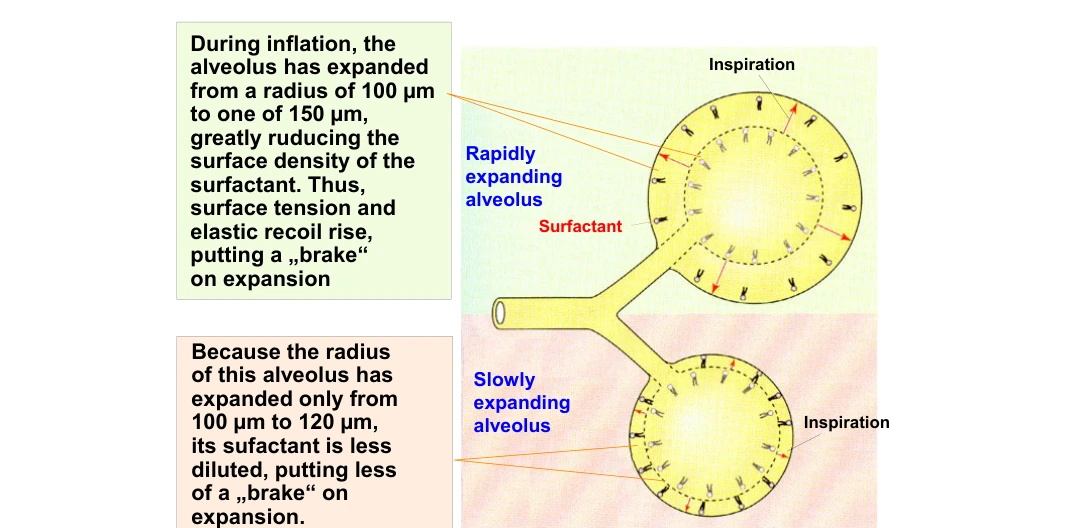 During inflation, the
alveolus has expanded
from a radius of 100 µm
to one of 150 µm,
greatly ruducing the
surface density of the
surfactant. Thus,
surface tension and
elastic recoil rise,
putting a „brake“
on expansion
Inspiration
Rapidly
expanding
alveolus
Surfactant
Because the radius
of this alveolus has
expanded only from
100 µm to 120 µm,
its sufactant is less
diluted, putting less
of a „brake“ on
expansion.
Slowly
expanding
alveolus
Inspiration